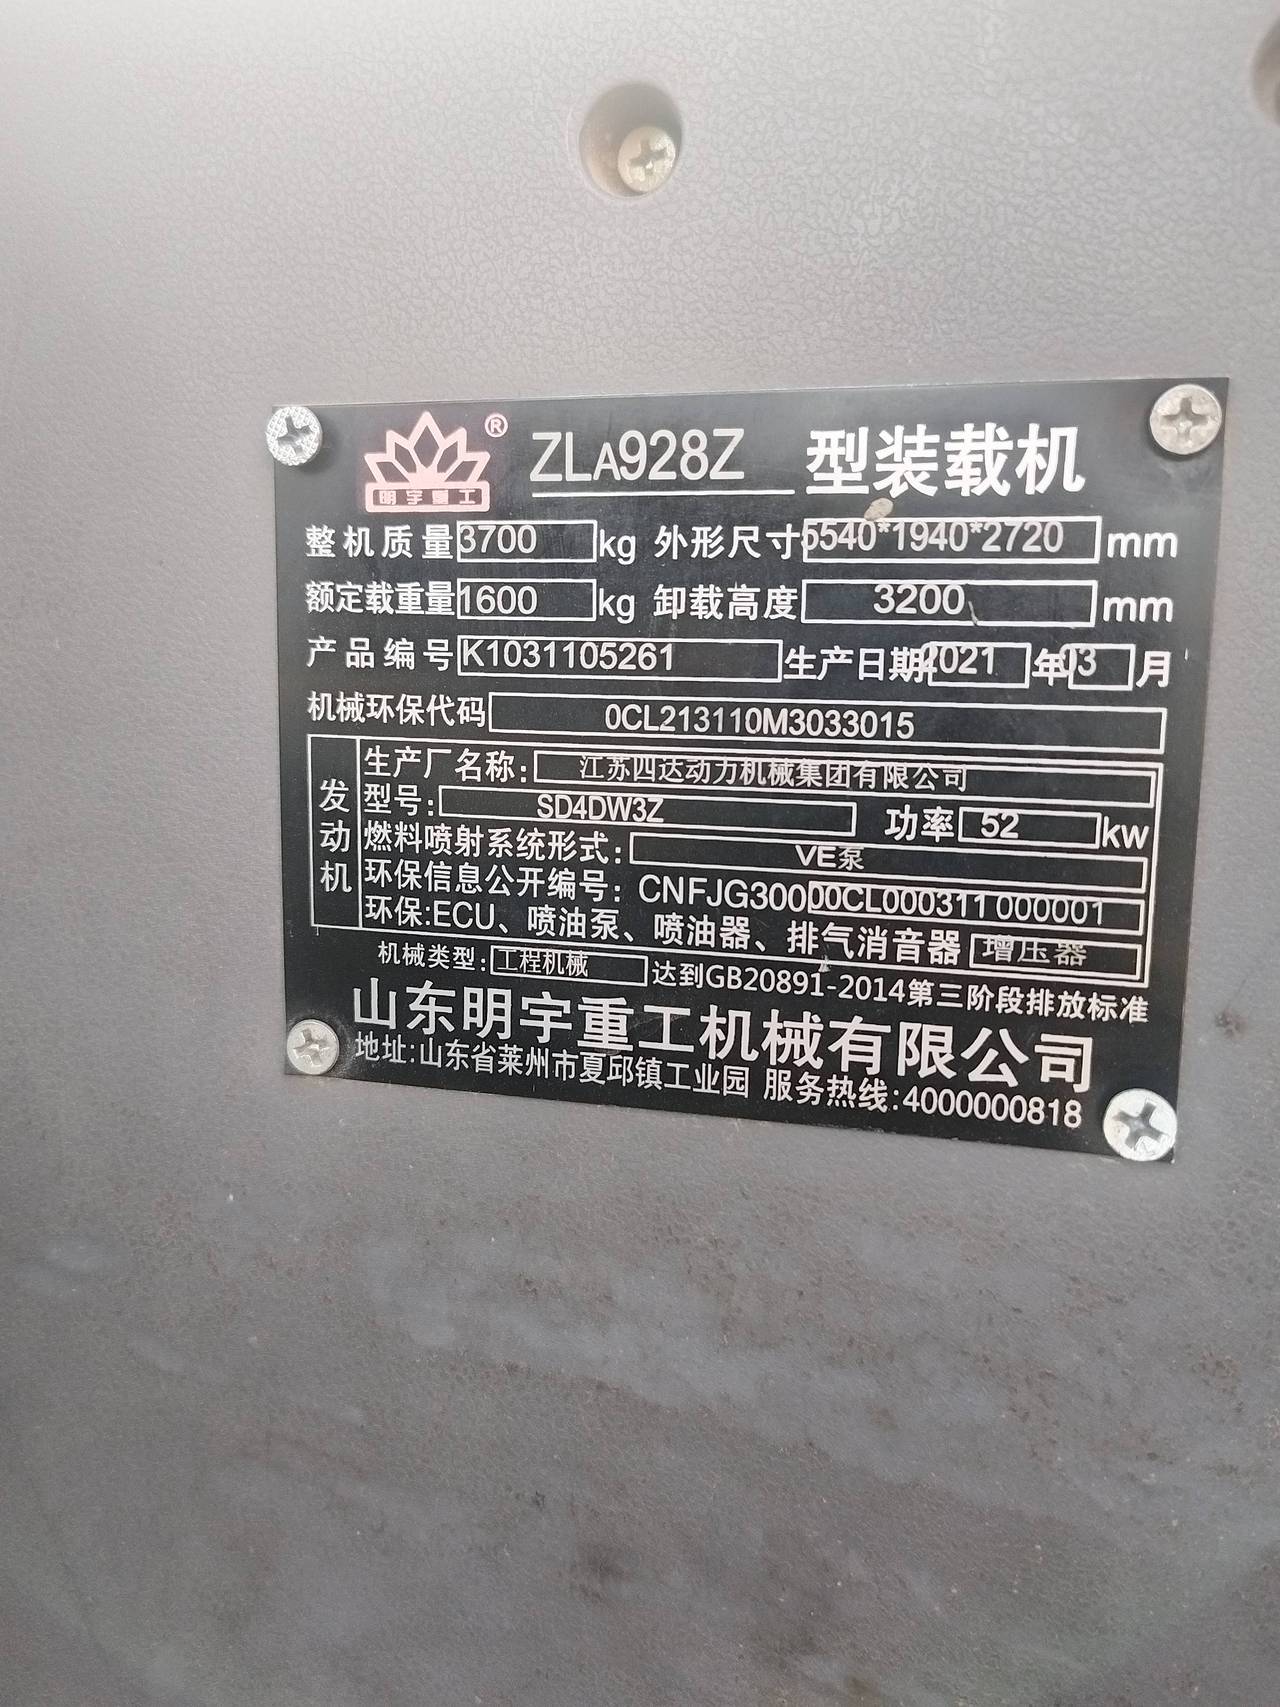 明宇重工 ® ZLA928Z 型装载机
整机质量 3700 kg 外形尺寸 5540*1940*2720 mm
额定载重量 1600 kg 卸载高度 3200 mm
产品编号 K1031105261 生产日期 2021 年 03 月
机械环保代码 0CL213110M3033015
发动机
生产厂名称: 江苏四达动力机械集团有限公司
型号: SD4DW3Z 功率 52 kw
燃料喷射系统形式: VE泵
环保信息公开编号: CNFJG30000CL000311 000001
环保:ECU、喷油泵、喷油器、排气消音器 增压器
机械类型: 工程机械 达到GB20891-2014第三阶段排放标准
山东明宇重工机械有限公司
地址:山东省莱州市夏邱镇工业园 服务热线:4000000818